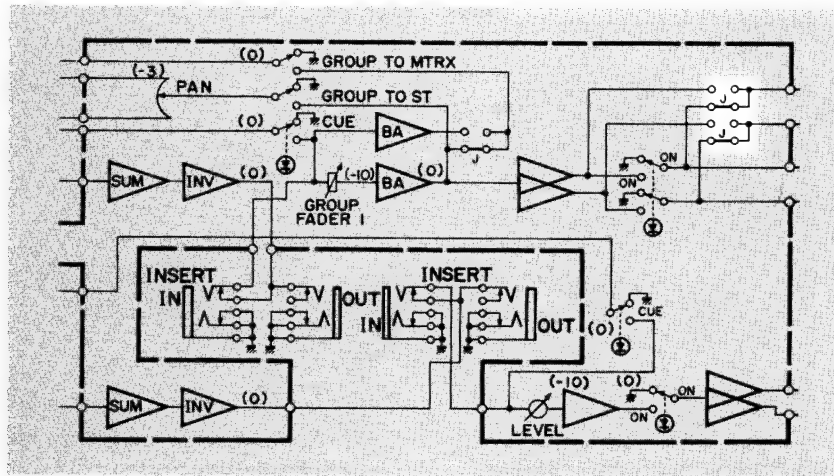 (0) GROUP TO MTRX
(-3) PAN
GROUP TO ST
(0) CUE
BA
J
J
J
SUM INV (0) (-10) BA (0)
GROUP
FADER 1
ON
ON
INSERT
IN OUT
INSERT
IN OUT
CUE
(0)
SUM INV (0)
(-10) (0) ON
LEVEL ON